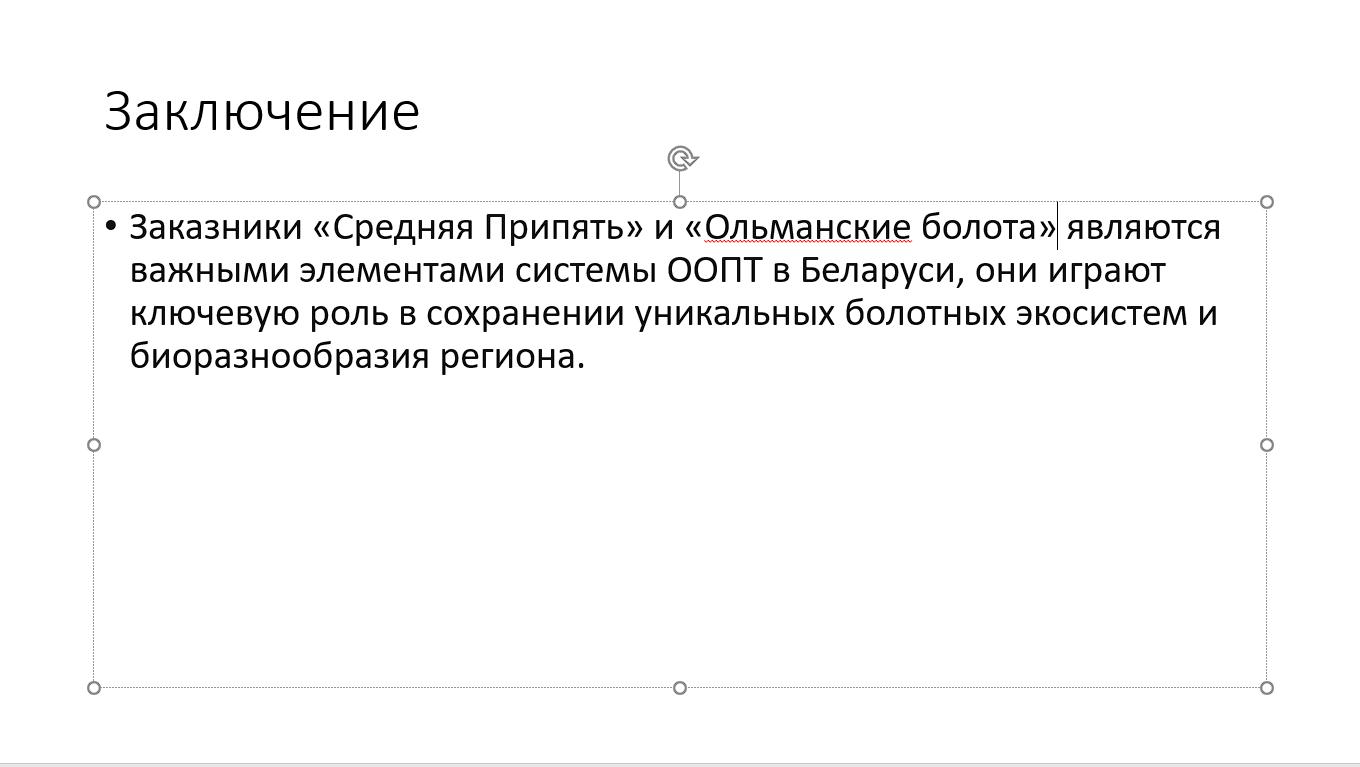 Заключение
• Заказники «Средняя Припять» и «Ольманские болота» являются
важными элементами системы ООПТ в Беларуси, они играют
ключевую роль в сохранении уникальных болотных экосистем и
биоразнообразия региона.